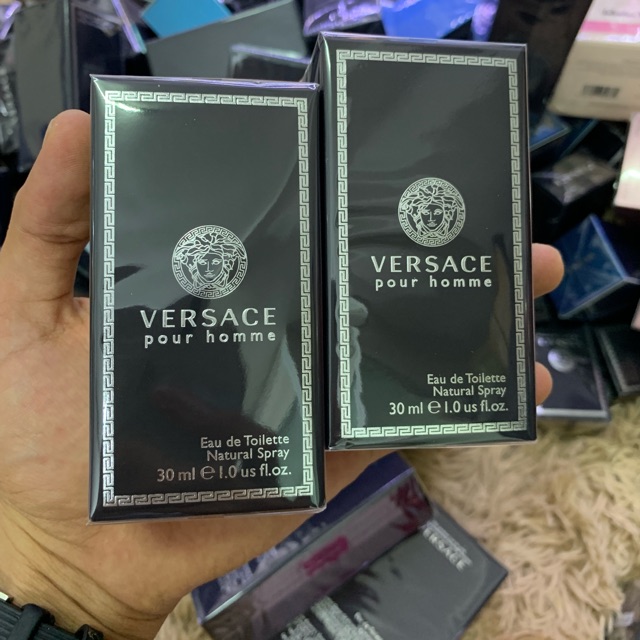 VERSACE
pour homme
Eau de Toilette
Natural Spray
30 ml e 1.0 us fl.oz.
VERSACE
pour homme
Eau de Toilette
Natural Spray
30 ml e 1.0 us fl.oz.
VERSACE